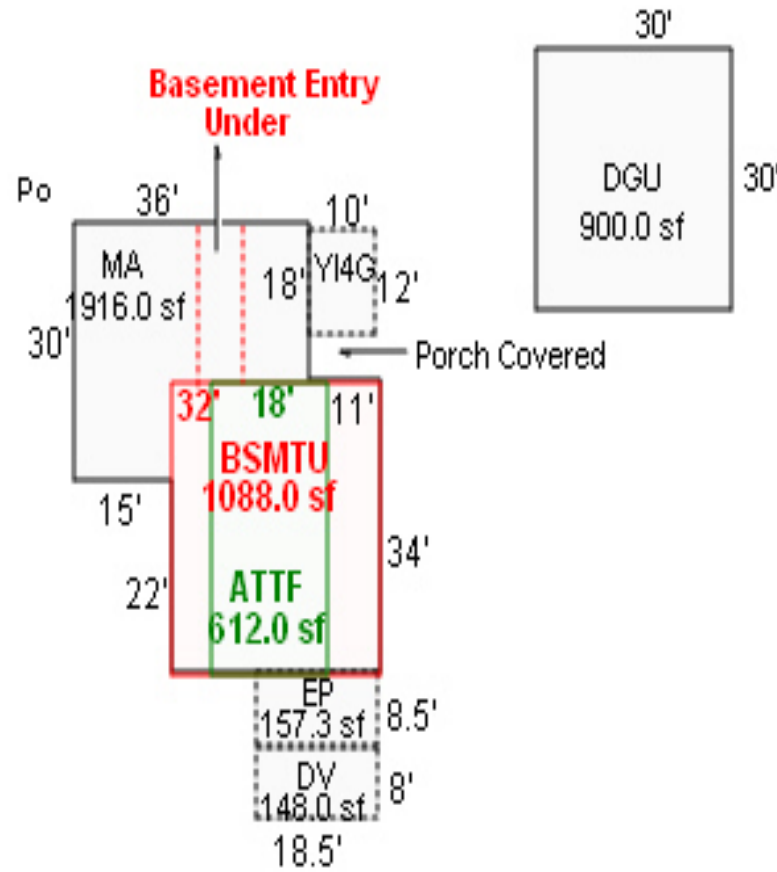 30'
Basement Entry
Under
DGU
900.0 sf
30'
Po
36'
10'
MA
1916.0 sf
18'
YI4G
12'
30'
Porch Covered
32'
18'
11'
BSMTU
1088.0 sf
15'
34'
22'
ATTF
612.0 sf
EP
157.3 sf
8.5'
DV
148.0 sf
8'
18.5'